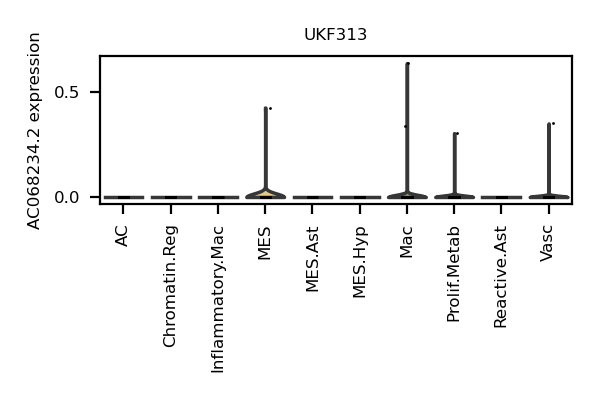 UKF313
AC068234.2 expression
0.5
0.0
AC
Chromatin.Reg
Inflammatory.Mac
MES
MES.Ast
MES.Hyp
Mac
Prolif.Metab
Reactive.Ast
Vasc